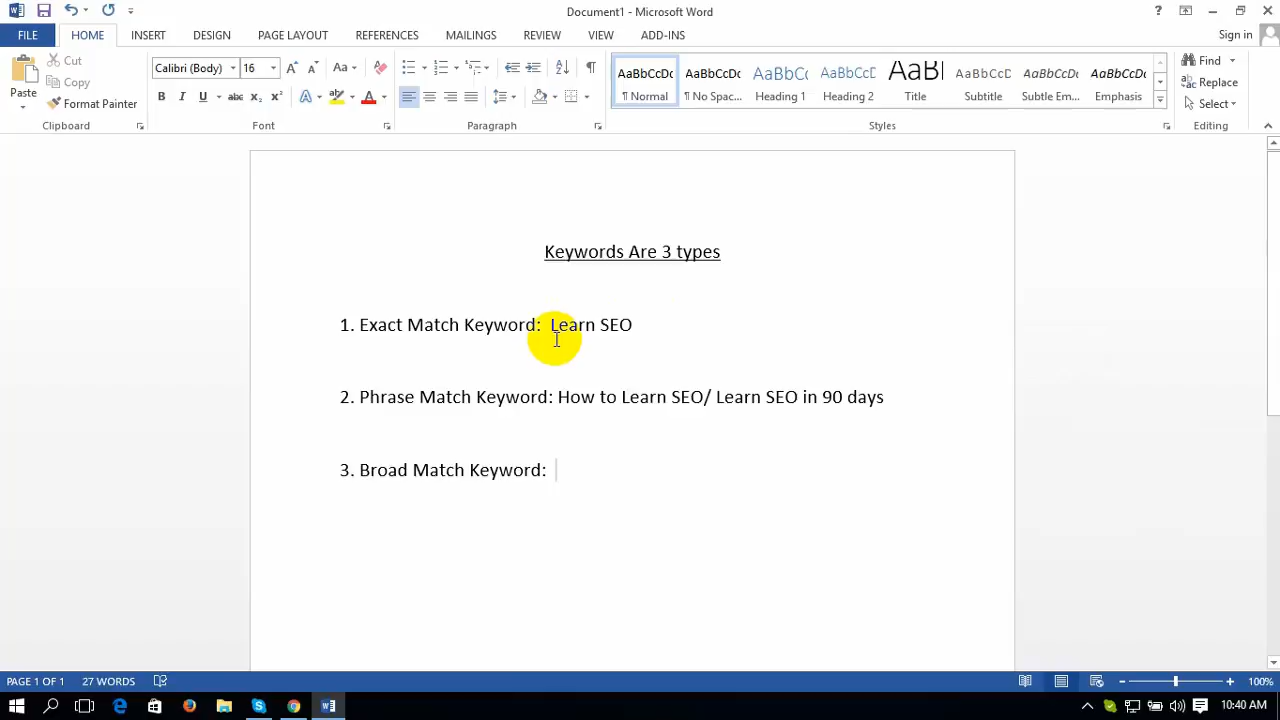 Document1 - Microsoft Word
FILE HOME INSERT DESIGN PAGE LAYOUT REFERENCES MAILINGS REVIEW VIEW ADD-INS Sign in
Cut
Copy
Format Painter
Paste
Clipboard
Calibri (Body) 16
Font
Paragraph
AaBbCcDc AaBbCcDc AaBbCc AaBbCcC AaBl AaBbCcD AaBbCcDc AaBbCcDc
¶ Normal ¶ No Spac... Heading 1 Heading 2 Title Subtitle Subtle Em... Emphasis
Styles
Find
Replace
Select
Editing
Keywords Are 3 types
1. Exact Match Keyword: Learn SEO
2. Phrase Match Keyword: How to Learn SEO/ Learn SEO in 90 days
3. Broad Match Keyword:
PAGE 1 OF 1 27 WORDS 100%
10:40 AM